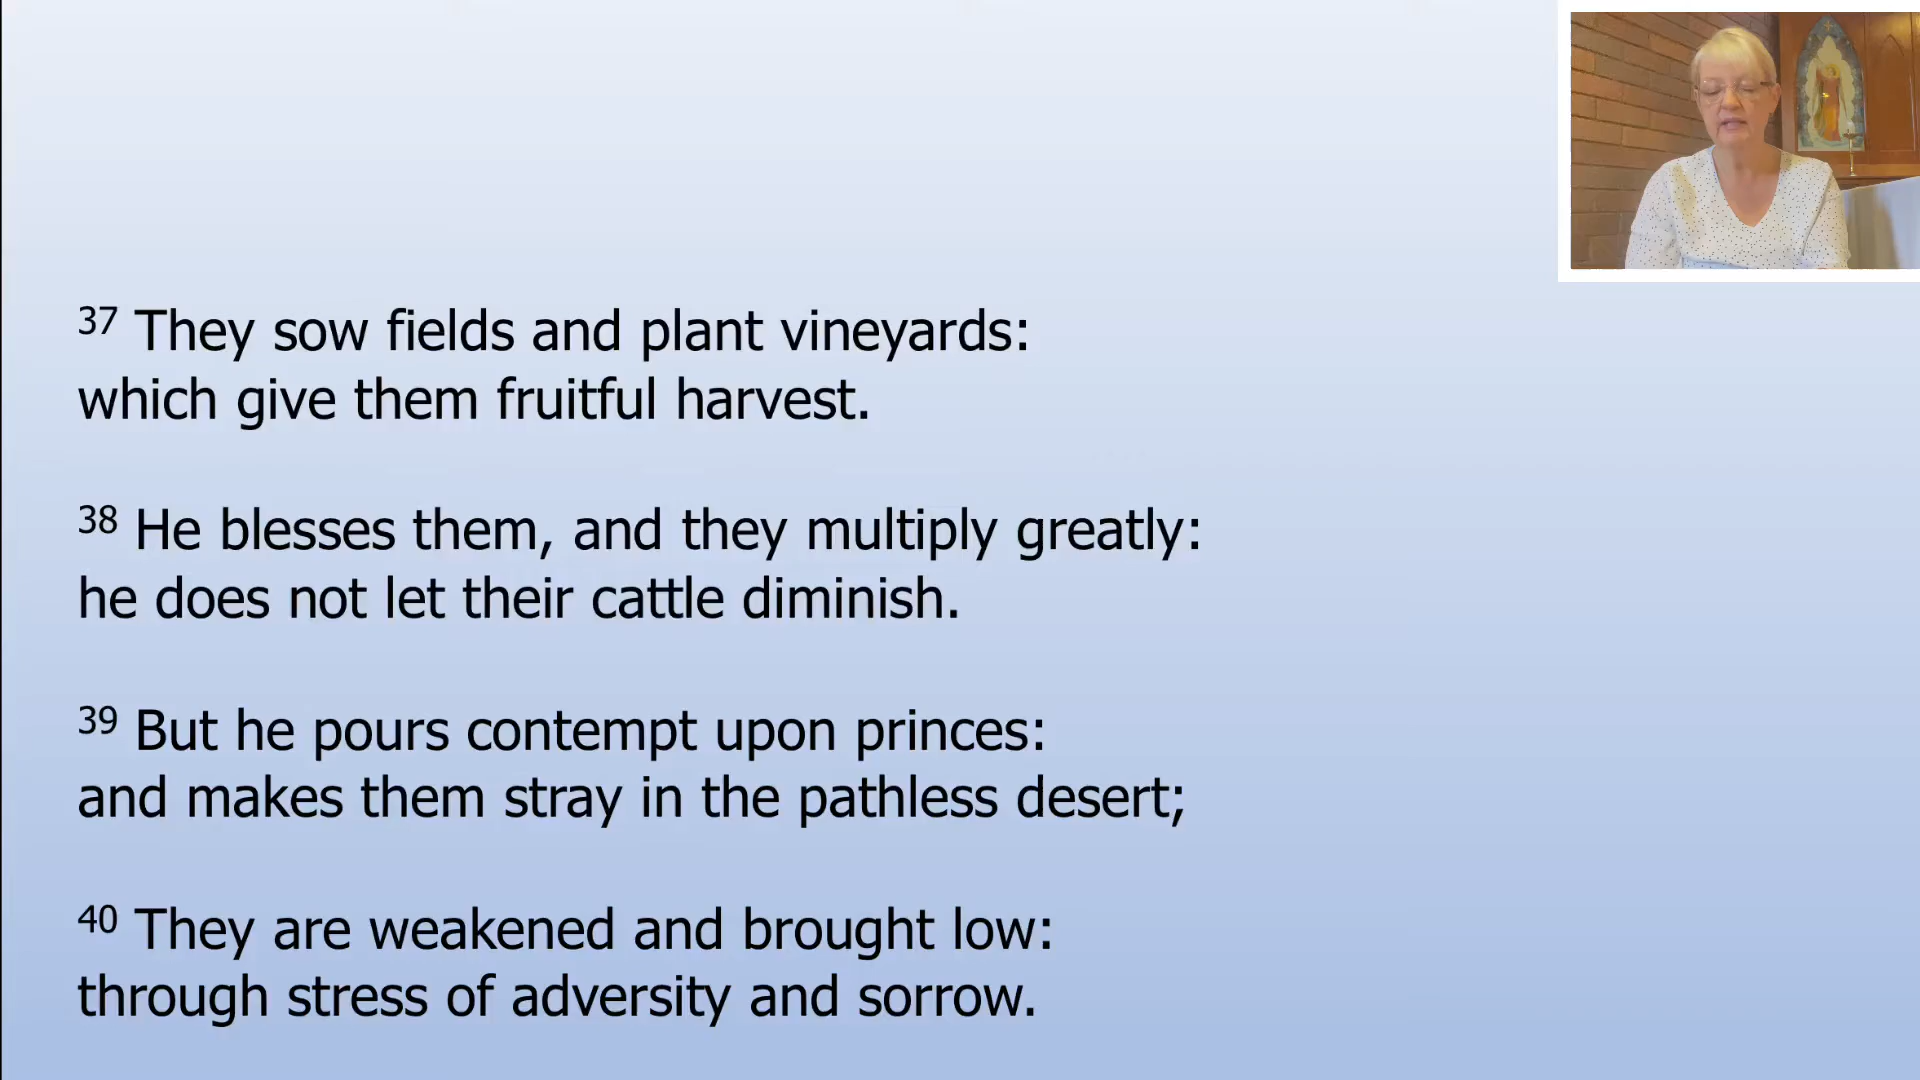 37 They sow fields and plant vineyards:
which give them fruitful harvest.
38 He blesses them, and they multiply greatly:
he does not let their cattle diminish.
39 But he pours contempt upon princes:
and makes them stray in the pathless desert;
40 They are weakened and brought low:
through stress of adversity and sorrow.